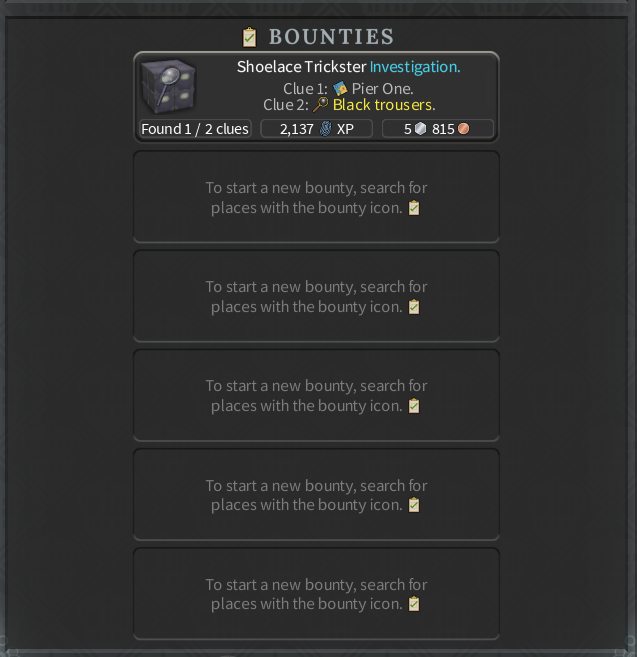 BOUNTIES
Shoelace Trickster Investigation.
Clue 1: Pier One.
Clue 2: Black trousers.
Found 1 / 2 clues 2,137 XP 5 815
To start a new bounty, search for
places with the bounty icon.
To start a new bounty, search for
places with the bounty icon.
To start a new bounty, search for
places with the bounty icon.
To start a new bounty, search for
places with the bounty icon.
To start a new bounty, search for
places with the bounty icon.